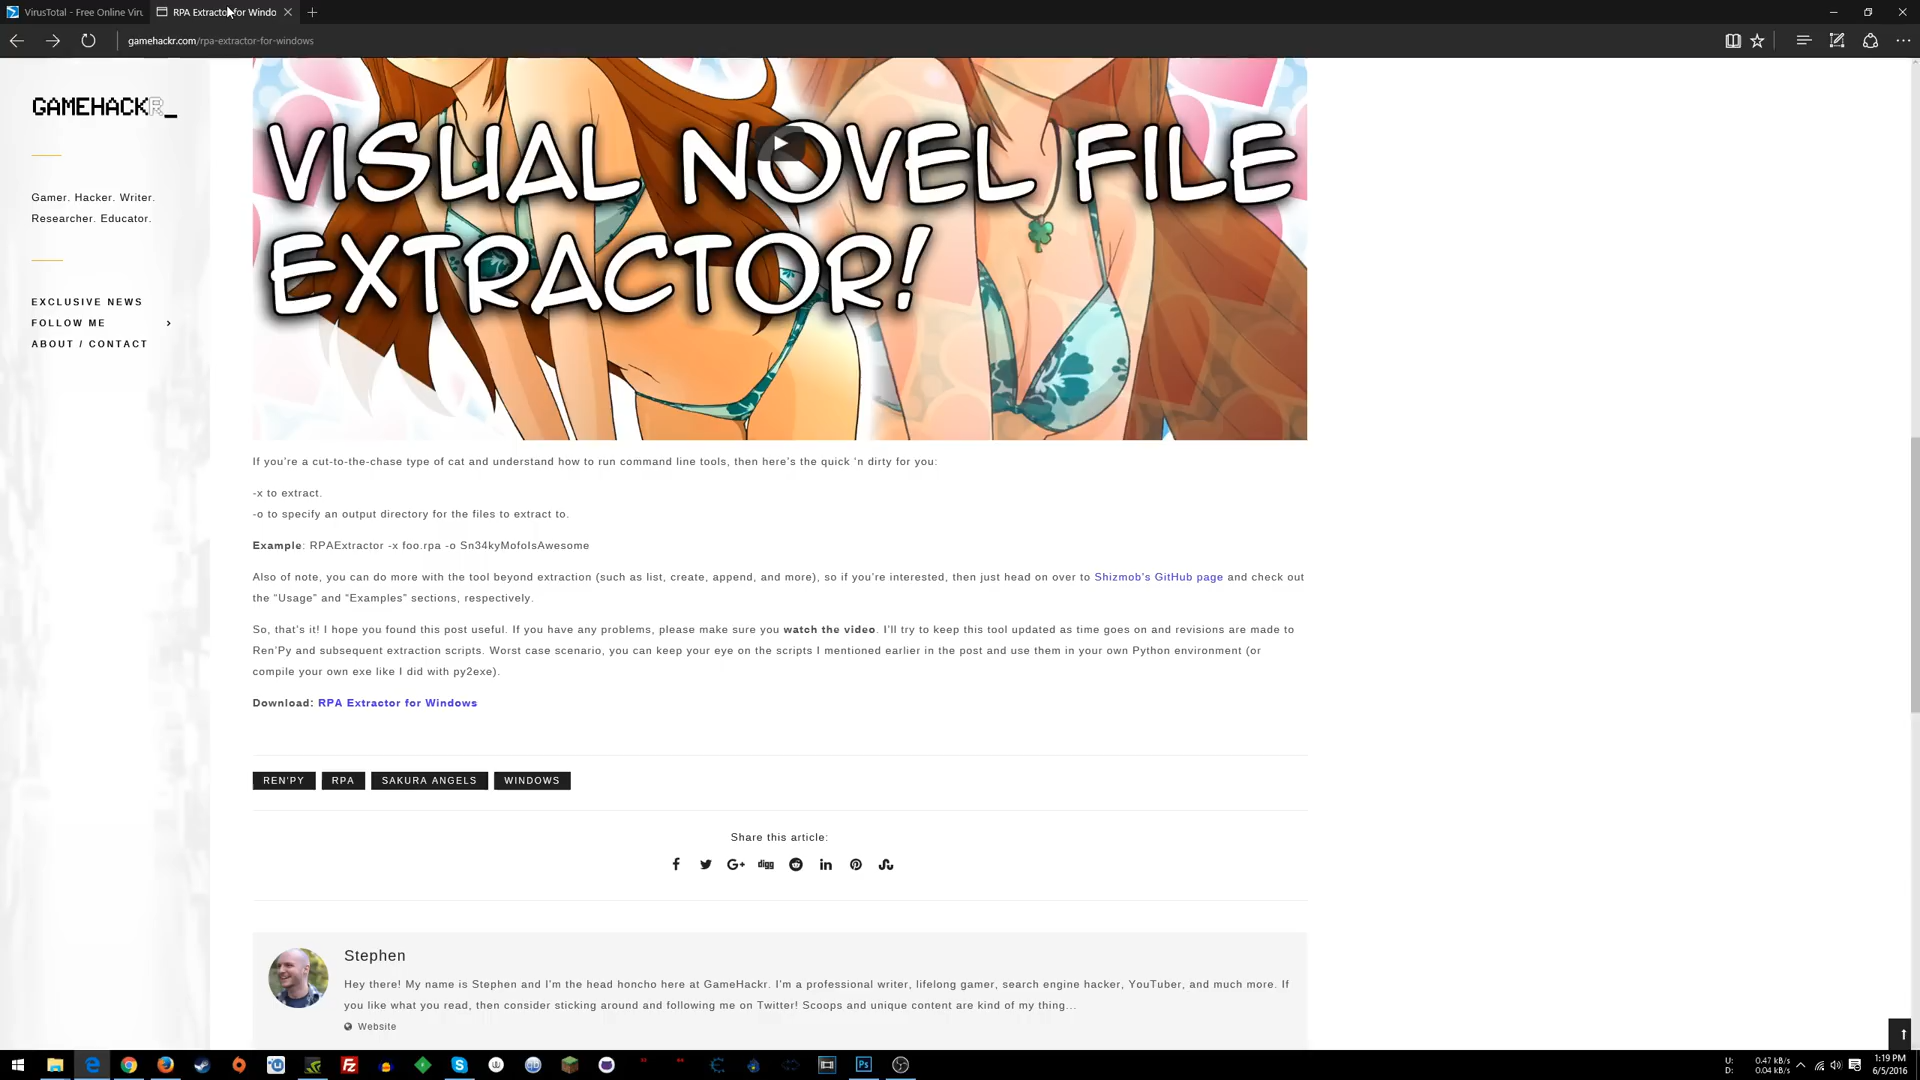 VirusTotal - Free Online Viru
RPA Extractor for Windo
gamehackr.com/rpa-extractor-for-windows
GAMEHACKR_
Gamer. Hacker. Writer.
Researcher. Educator.
EXCLUSIVE NEWS
FOLLOW ME
ABOUT / CONTACT
VISUAL NOVEL FILE
EXTRACTOR!
If you're a cut-to-the-chase type of cat and understand how to run command line tools, then here's the quick 'n dirty for you:
-x to extract.
-o to specify an output directory for the files to extract to.
Example: RPAExtractor -x foo.rpa -o Sn34kyMofoIsAwesome
Also of note, you can do more with the tool beyond extraction (such as list, create, append, and more), so if you're interested, then just head on over to Shizmob's GitHub page and check out
the “Usage” and “Examples” sections, respectively.
So, that's it! I hope you found this post useful. If you have any problems, please make sure you watch the video. I'll try to keep this tool updated as time goes on and revisions are made to
Ren'Py and subsequent extraction scripts. Worst case scenario, you can keep your eye on the scripts I mentioned earlier in the post and use them in your own Python environment (or
compile your own exe like I did with py2exe).
Download: RPA Extractor for Windows
REN'PY RPA SAKURA ANGELS WINDOWS
Share this article:
digg
Stephen
Hey there! My name is Stephen and I'm the head honcho here at GameHackr. I'm a professional writer, lifelong gamer, search engine hacker, YouTuber, and much more. If
you like what you read, then consider sticking around and following me on Twitter! Scoops and unique content are kind of my thing...
Website
U: 0.47 kB/s
D: 0.04 kB/s
1:19 PM
6/5/2016